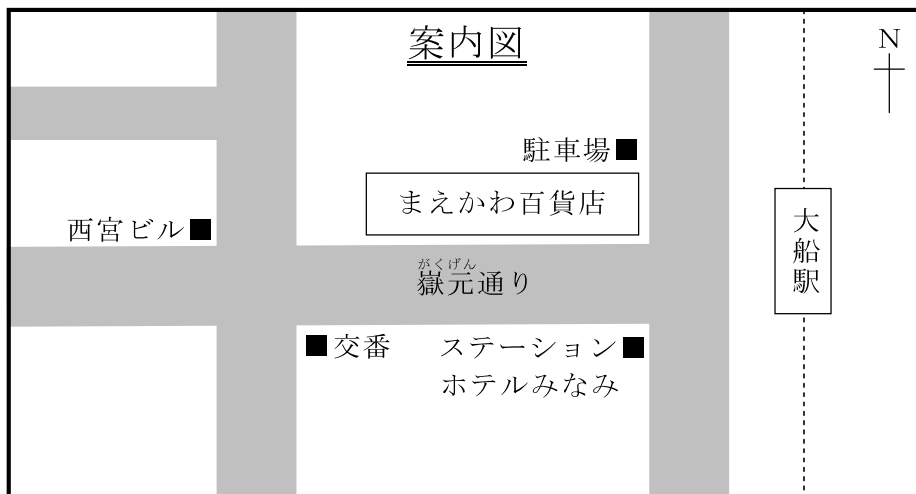 案内図
N
駐車場
まえかわ百貨店
西宮ビル
大船駅
がくげん
嶽元通り
交番
ステーション
ホテルみなみ